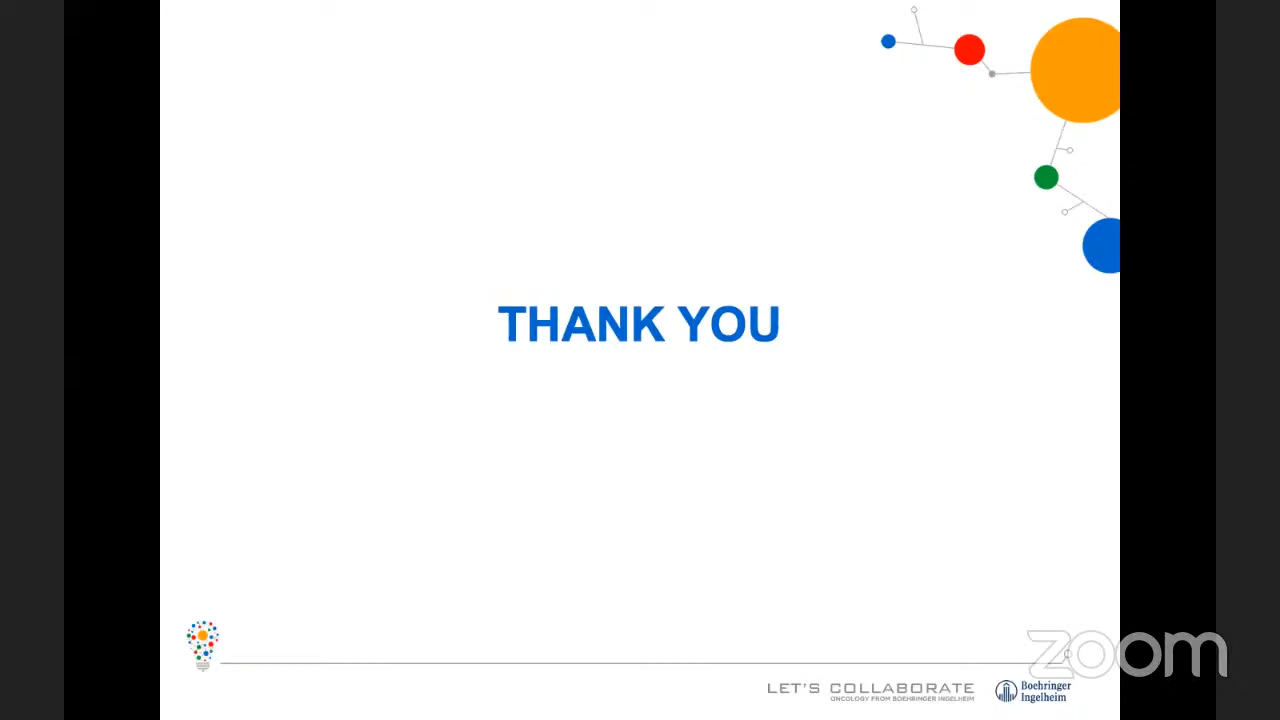 THANK YOU
zoom
LET'S COLLABORATE
ONCOLOGY FROM BOEHRINGER INGELHEIM
Boehringer
Ingelheim